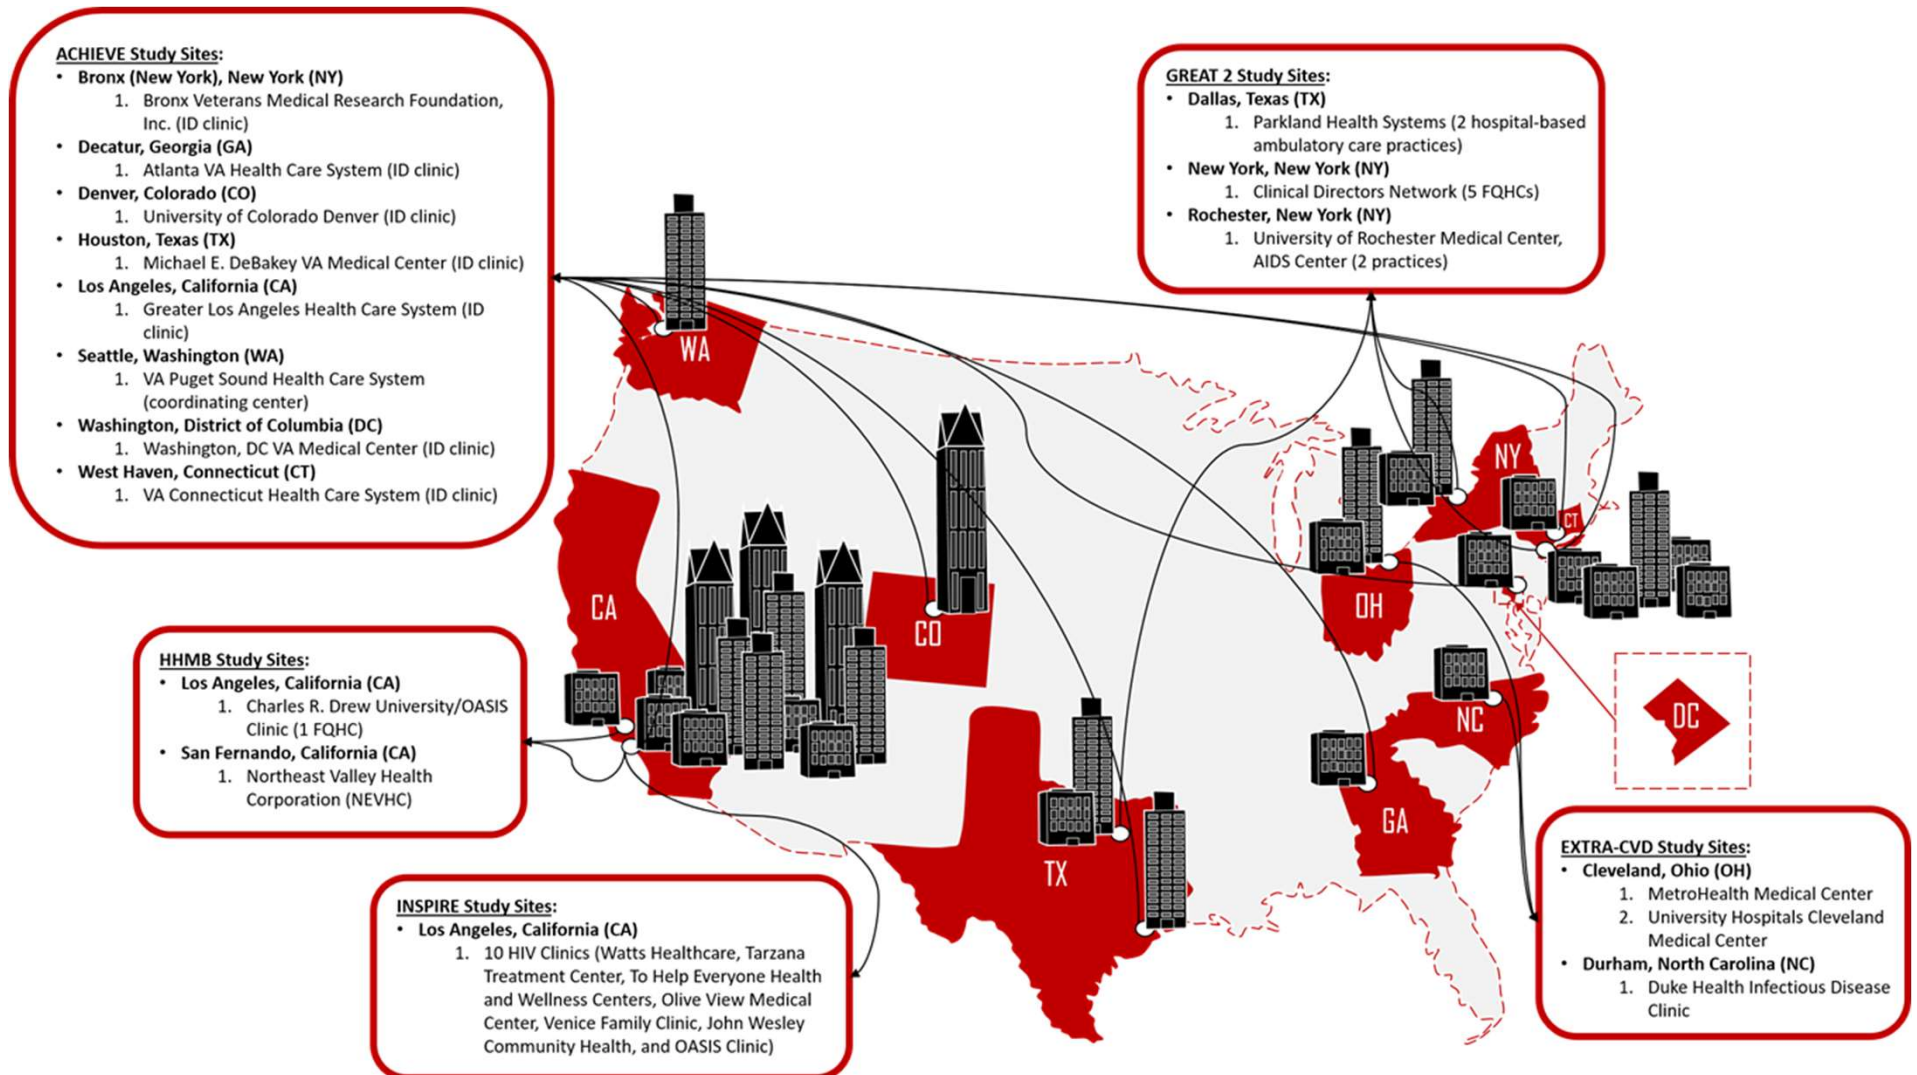 ACHIEVE Study Sites:
• Bronx (New York), New York (NY)
1. Bronx Veterans Medical Research Foundation,
Inc. (ID clinic)
• Decatur, Georgia (GA)
1. Atlanta VA Health Care System (ID clinic)
• Denver, Colorado (CO)
1. University of Colorado Denver (ID clinic)
• Houston, Texas (TX)
1. Michael E. DeBakey VA Medical Center (ID clinic)
• Los Angeles, California (CA)
1. Greater Los Angeles Health Care System (ID
clinic)
• Seattle, Washington (WA)
1. VA Puget Sound Health Care System
(coordinating center)
• Washington, District of Columbia (DC)
1. Washington, DC VA Medical Center (ID clinic)
• West Haven, Connecticut (CT)
1. VA Connecticut Health Care System (ID clinic)
GREAT 2 Study Sites:
• Dallas, Texas (TX)
1. Parkland Health Systems (2 hospital-based
ambulatory care practices)
• New York, New York (NY)
1. Clinical Directors Network (5 FQHCs)
• Rochester, New York (NY)
1. University of Rochester Medical Center,
AIDS Center (2 practices)
WA
NY
CT
CA
CO
OH
NC
DC
GA
TX
HHMB Study Sites:
• Los Angeles, California (CA)
1. Charles R. Drew University/OASIS
Clinic (1 FQHC)
• San Fernando, California (CA)
1. Northeast Valley Health
Corporation (NEVHC)
INSPIRE Study Sites:
• Los Angeles, California (CA)
1. 10 HIV Clinics (Watts Healthcare, Tarzana
Treatment Center, To Help Everyone Health
and Wellness Centers, Olive View Medical
Center, Venice Family Clinic, John Wesley
Community Health, and OASIS Clinic)
EXTRA-CVD Study Sites:
• Cleveland, Ohio (OH)
1. MetroHealth Medical Center
2. University Hospitals Cleveland
Medical Center
• Durham, North Carolina (NC)
1. Duke Health Infectious Disease
Clinic